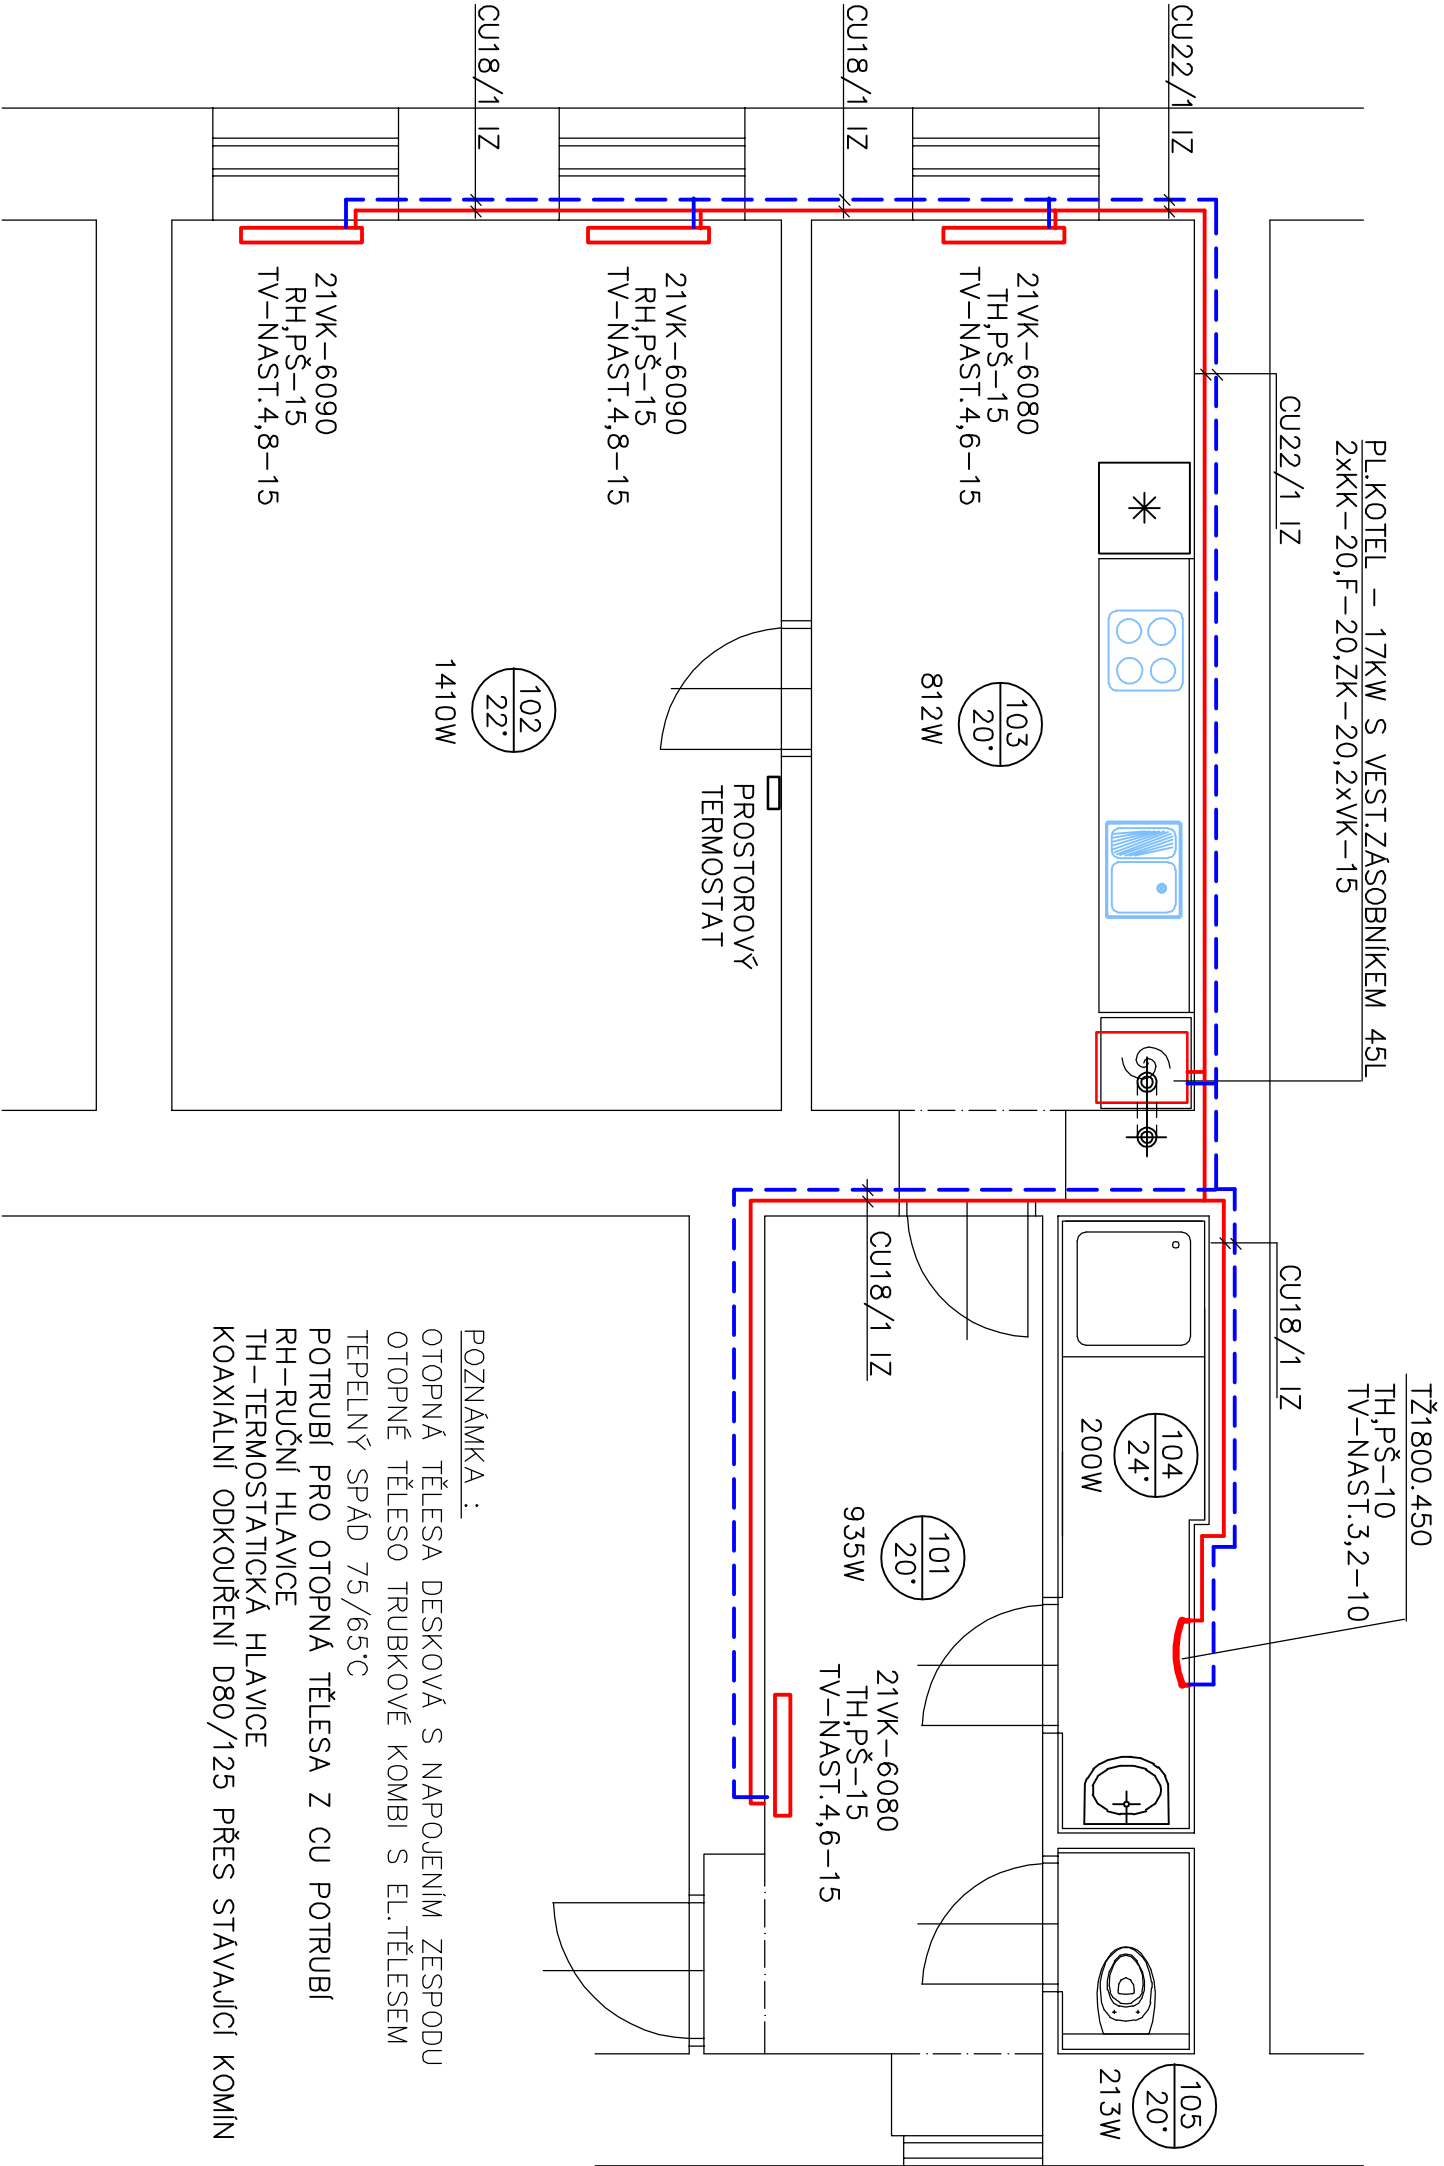 PL.KOTEL - 17KW S VEST.ZÁSOBNÍKEM 45L
2xKK-20,F-20,ZK-20,2xVK-15
TŽ1800.450
TH,PŠ-10
TV-NAST.3,2-10
CU22/1 IZ
CU18/1 IZ
CU22/1 IZ
CU18/1 IZ
CU18/1 IZ
CU18/1 IZ
21VK-6080
TH,PŠ-15
TV-NAST.4,6-15
103
20°
812W
104
24°
200W
105
20°
213W
101
20°
935W
21VK-6080
TH,PŠ-15
TV-NAST.4,6-15
21VK-6090
RH,PŠ-15
TV-NAST.4,8-15
PROSTOROVÝ
TERMOSTAT
102
22°
1410W
21VK-6090
RH,PŠ-15
TV-NAST.4,8-15
POZNÁMKA :
OTOPNÁ TĚLESA DESKOVÁ S NAPOJENÍM ZESPODU
OTOPNÉ TĚLESO TRUBKOVÉ KOMBI S EL.TĚLESEM
TEPELNÝ SPÁD 75/65°C
POTRUBÍ PRO OTOPNÁ TĚLESA Z CU POTRUBÍ
RH-RUČNÍ HLAVICE
TH-TERMOSTATICKÁ HLAVICE
KOAXIÁLNÍ ODKOUŘENÍ D80/125 PŘES STÁVAJÍCÍ KOMÍN